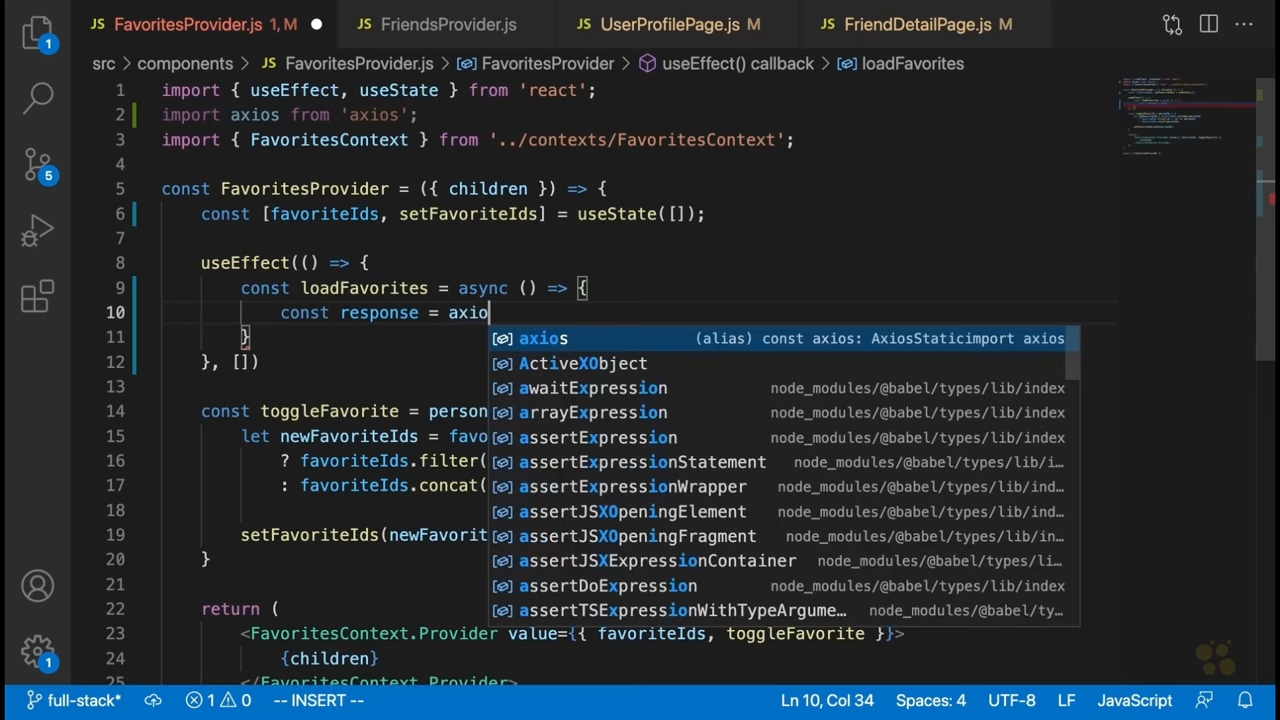 JS FavoritesProvider.js 1, M ● JS FriendsProvider.js JS UserProfilePage.js M JS FriendDetailPage.js M ...
src > components > JS FavoritesProvider.js > FavoritesProvider > useEffect() callback > loadFavorites
1 import { useEffect, useState } from 'react';
2 import axios from 'axios';
3 import { FavoritesContext } from '../contexts/FavoritesContext';
4
5 const FavoritesProvider = ({ children }) => {
6 const [favoriteIds, setFavoriteIds] = useState([]);
7
8 useEffect(() => {
9 const loadFavorites = async () => {
10 const response = axio
11 }
axios (alias) const axios: AxiosStaticimport axios
12 }, [])
ActiveXObject
awaitExpression node_modules/@babel/types/lib/index
13
14 const toggleFavorite = person
arrayExpression node_modules/@babel/types/lib/index
15 let newFavoriteIds = favo
assertExpression node_modules/@babel/types/lib/index
16 ? favoriteIds.filter(
assertExpressionStatement node_modules/@babel/types/lib/i…
17 : favoriteIds.concat(
assertExpressionWrapper node_modules/@babel/types/lib/ind…
18
assertJSXOpeningElement node_modules/@babel/types/lib/ind…
19 setFavoriteIds(newFavorit
assertJSXOpeningFragment node_modules/@babel/types/lib/in…
20 }
assertJSXExpressionContainer node_modules/@babel/types/li…
21
assertDoExpression node_modules/@babel/types/lib/index
22 return (
assertTSExpressionWithTypeArgume… node_modules/@babel/ty…
23 <FavoritesContext.Provider value={{ favoriteIds, toggleFavorite }}>
24 {children}
</FavoritesContext.Provider>
1
5
1
full-stack* 1 0 -- INSERT -- Ln 10, Col 34 Spaces: 4 UTF-8 LF JavaScript